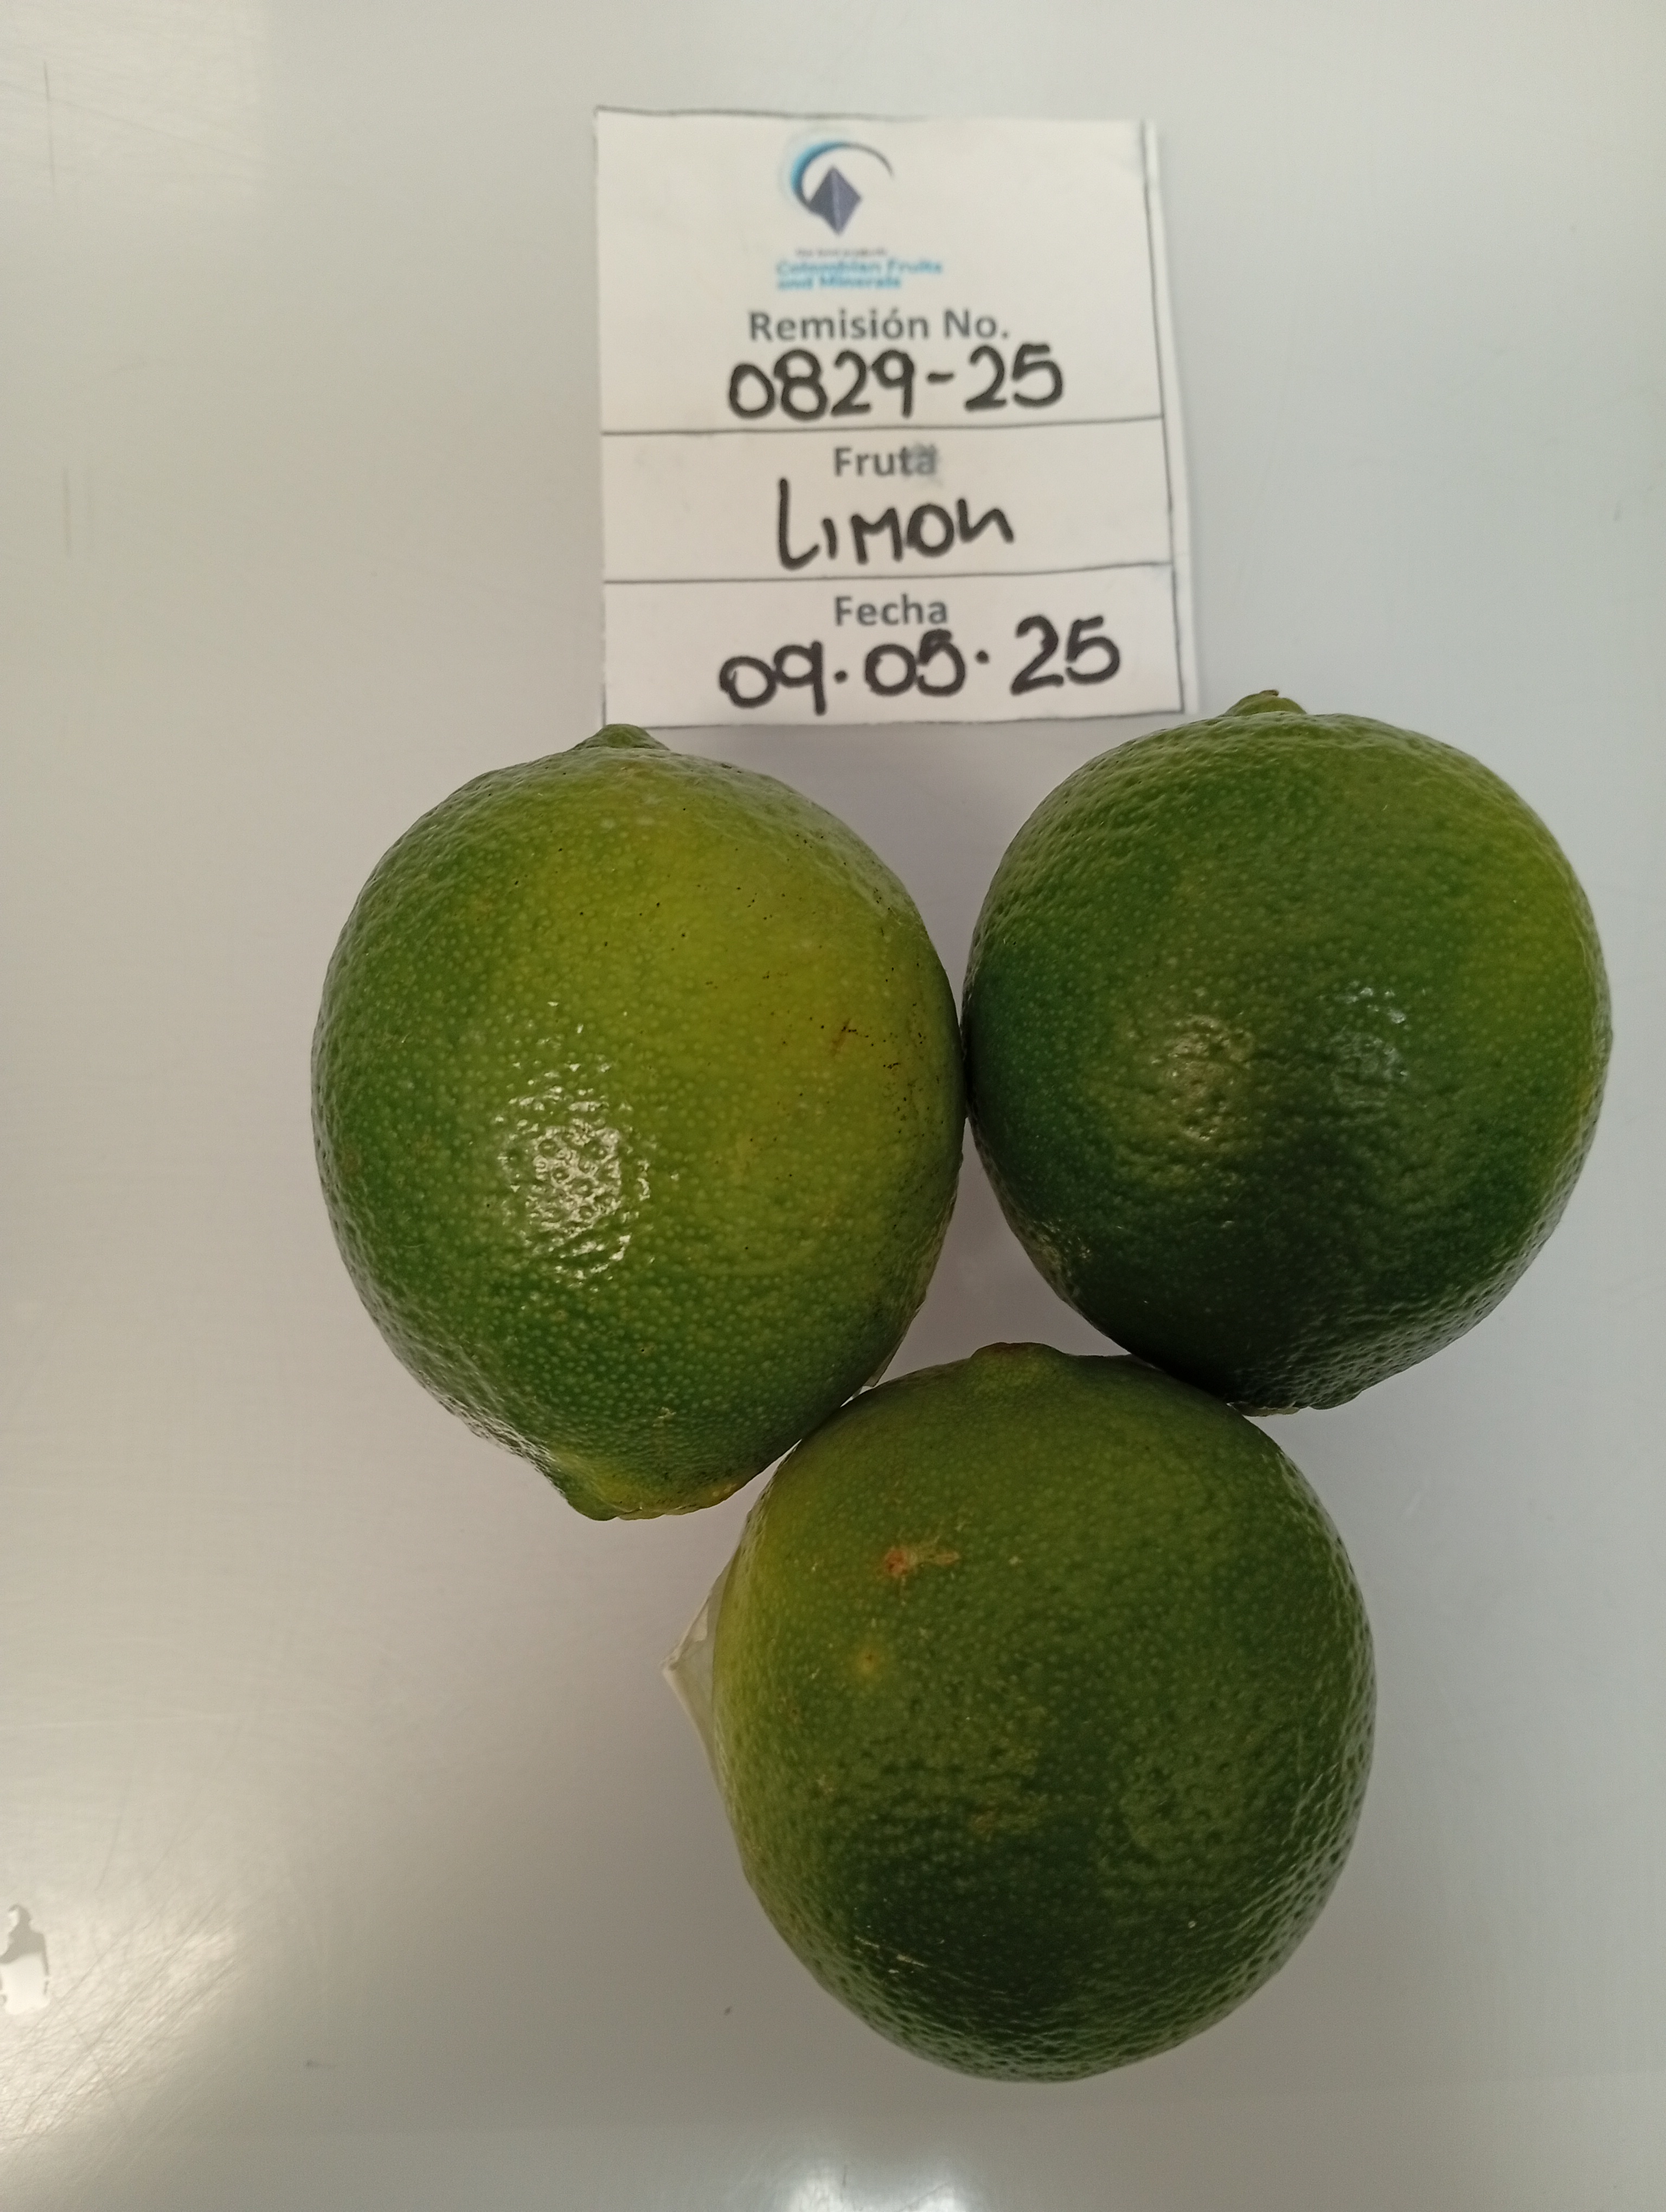 Colombian Fruits
and Minerals
Remisión No.
0829-25
Fruta
LIMON
Fecha
09.05.25